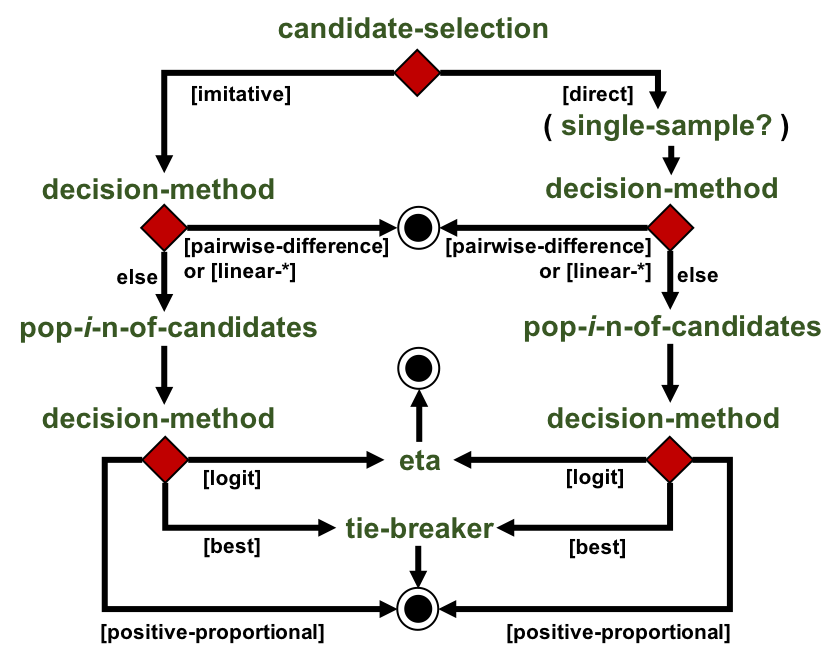 candidate-selection
[imitative]
[direct]
( single-sample? )
decision-method
decision-method
[pairwise-difference]
or [linear-*]
[pairwise-difference]
or [linear-*]
else
else
pop-i-n-of-candidates
pop-i-n-of-candidates
decision-method
decision-method
[logit]
eta
[logit]
tie-breaker
[best]
[best]
[positive-proportional]
[positive-proportional]